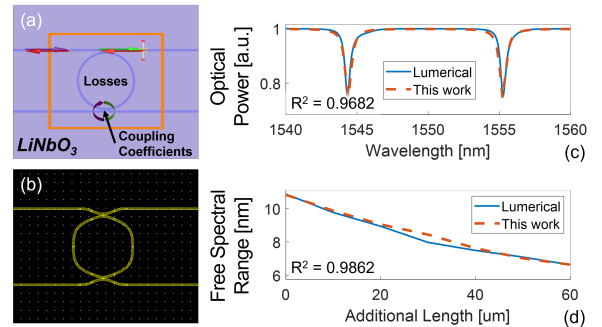 (a)
Losses
Coupling
Coefficients
LiNbO3
(b)
Optical
Power [a.u.]
1
0.8
Lumerical
This work
R² = 0.9682
1540 1545 1550 1555 1560
Wavelength [nm]
(c)
Free Spectral
Range [nm]
10
8
6
Lumerical
This work
R² = 0.9862
0 20 40 60
Additional Length [um]
(d)